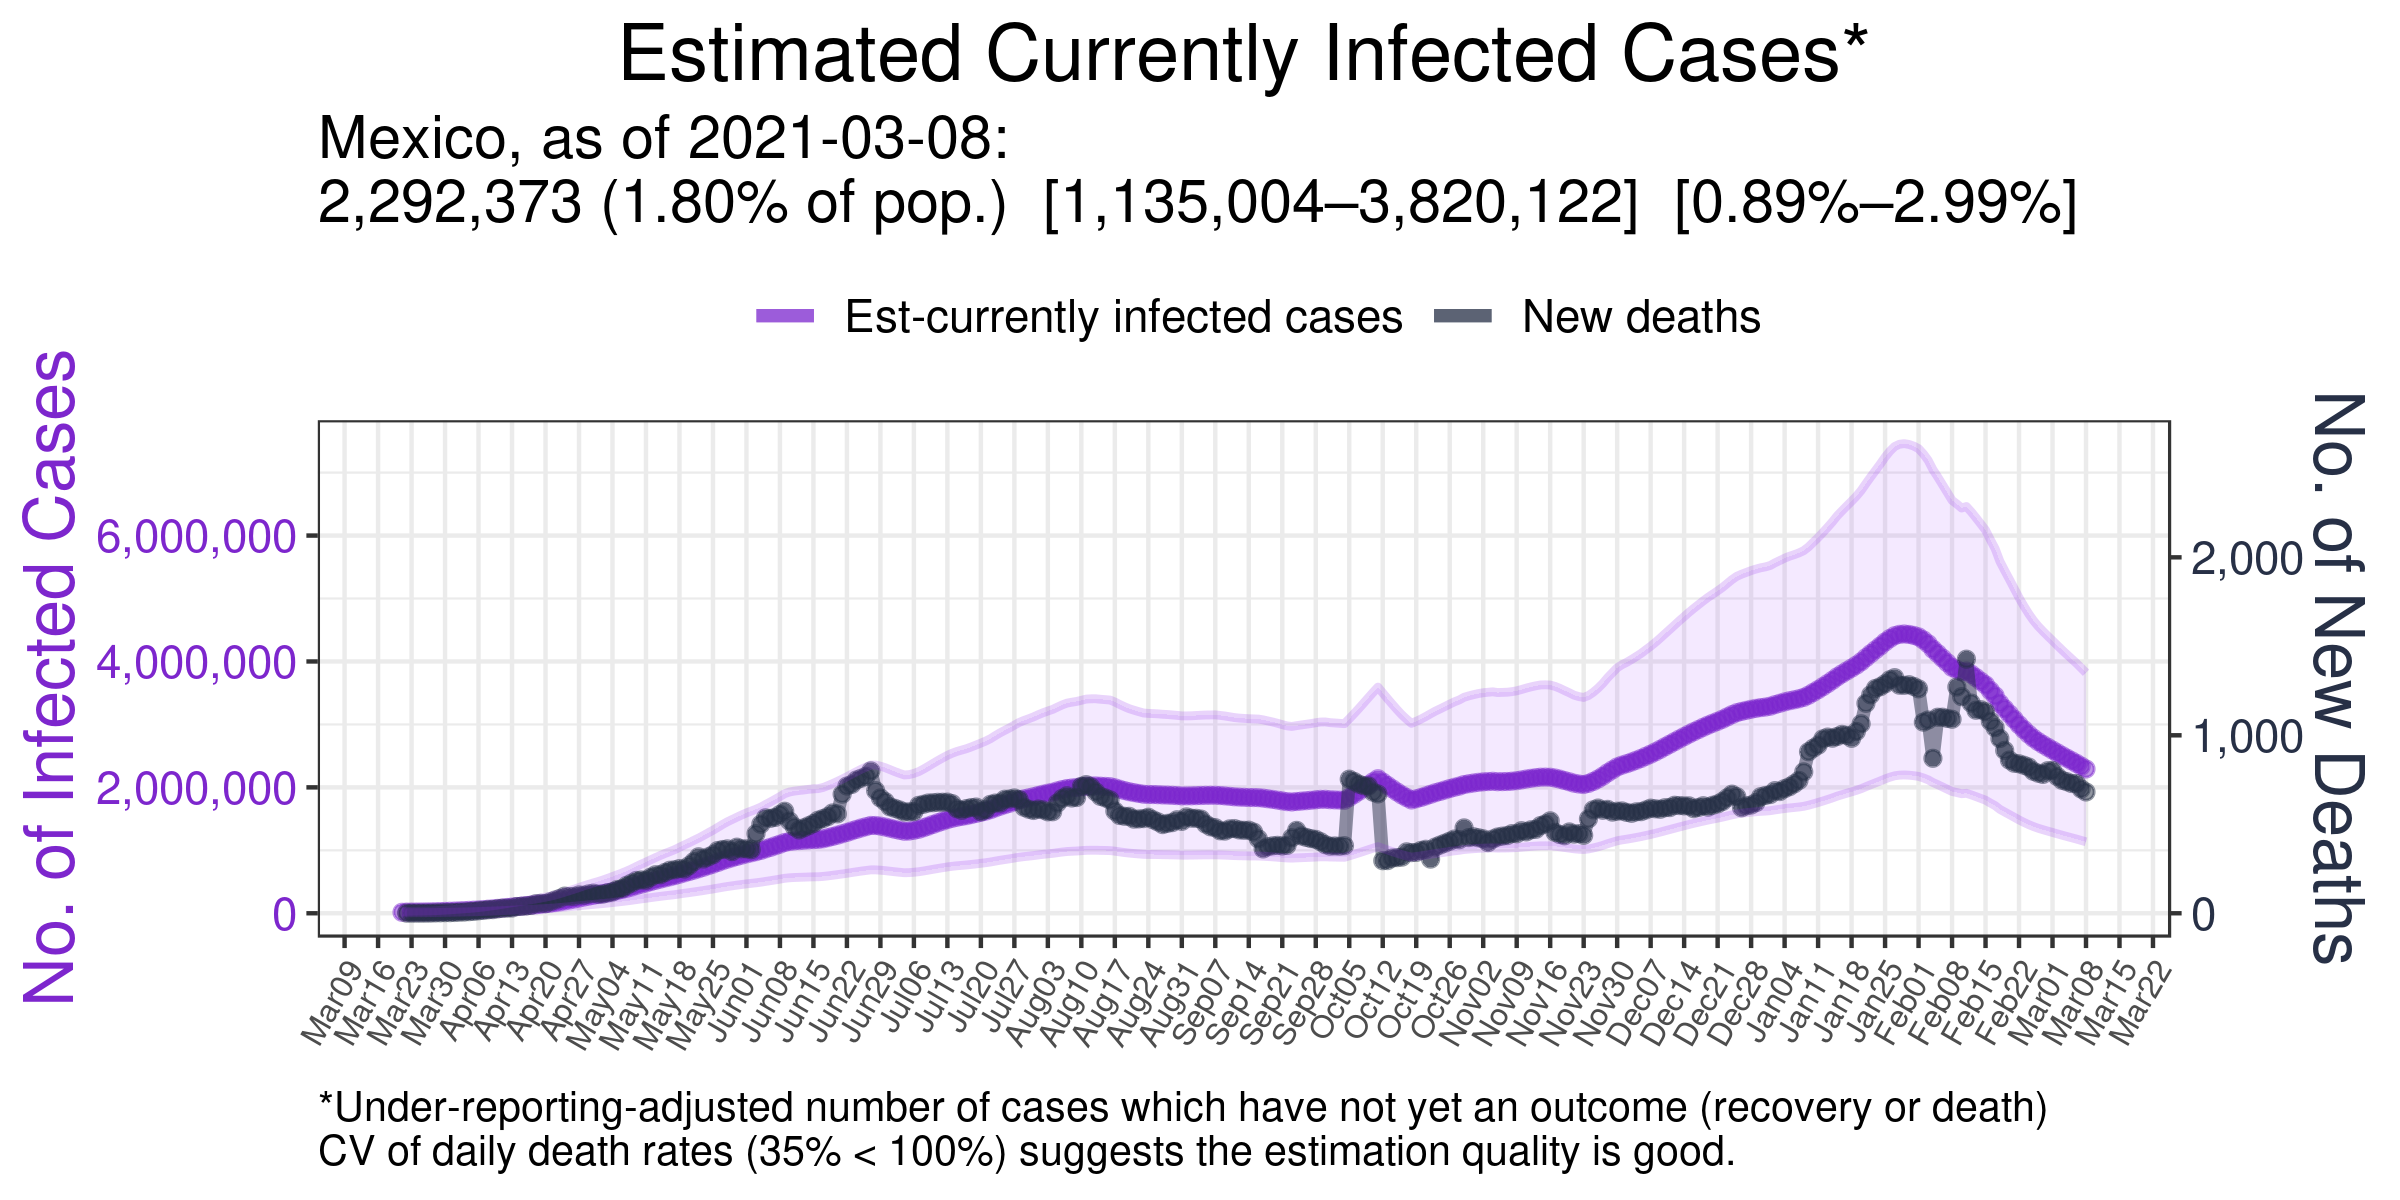 Estimated Currently Infected Cases*
Mexico, as of 2021-03-08:
2,292,373 (1.80% of pop.) [1,135,004–3,820,122] [0.89%–2.99%]
Est-currently infected cases New deaths
No. of Infected Cases
6,000,000
4,000,000
2,000,000
0
2,000
1,000
0
No. of New Deaths
Mar09 Mar16 Mar23 Mar30 Apr06 Apr13 Apr20 Apr27 May04 May11 May18 May25 Jun01 Jun08 Jun15 Jun22 Jun29 Jul06 Jul13 Jul20 Jul27 Aug03 Aug10 Aug17 Aug24 Aug31 Sep07 Sep14 Sep21 Sep28 Oct05 Oct12 Oct19 Oct26 Nov02 Nov09 Nov16 Nov23 Nov30 Dec07 Dec14 Dec21 Dec28 Jan04 Jan11 Jan18 Jan25 Feb01 Feb08 Feb15 Feb22 Mar01 Mar08 Mar15 Mar22
*Under-reporting-adjusted number of cases which have not yet an outcome (recovery or death)
CV of daily death rates (35% < 100%) suggests the estimation quality is good.